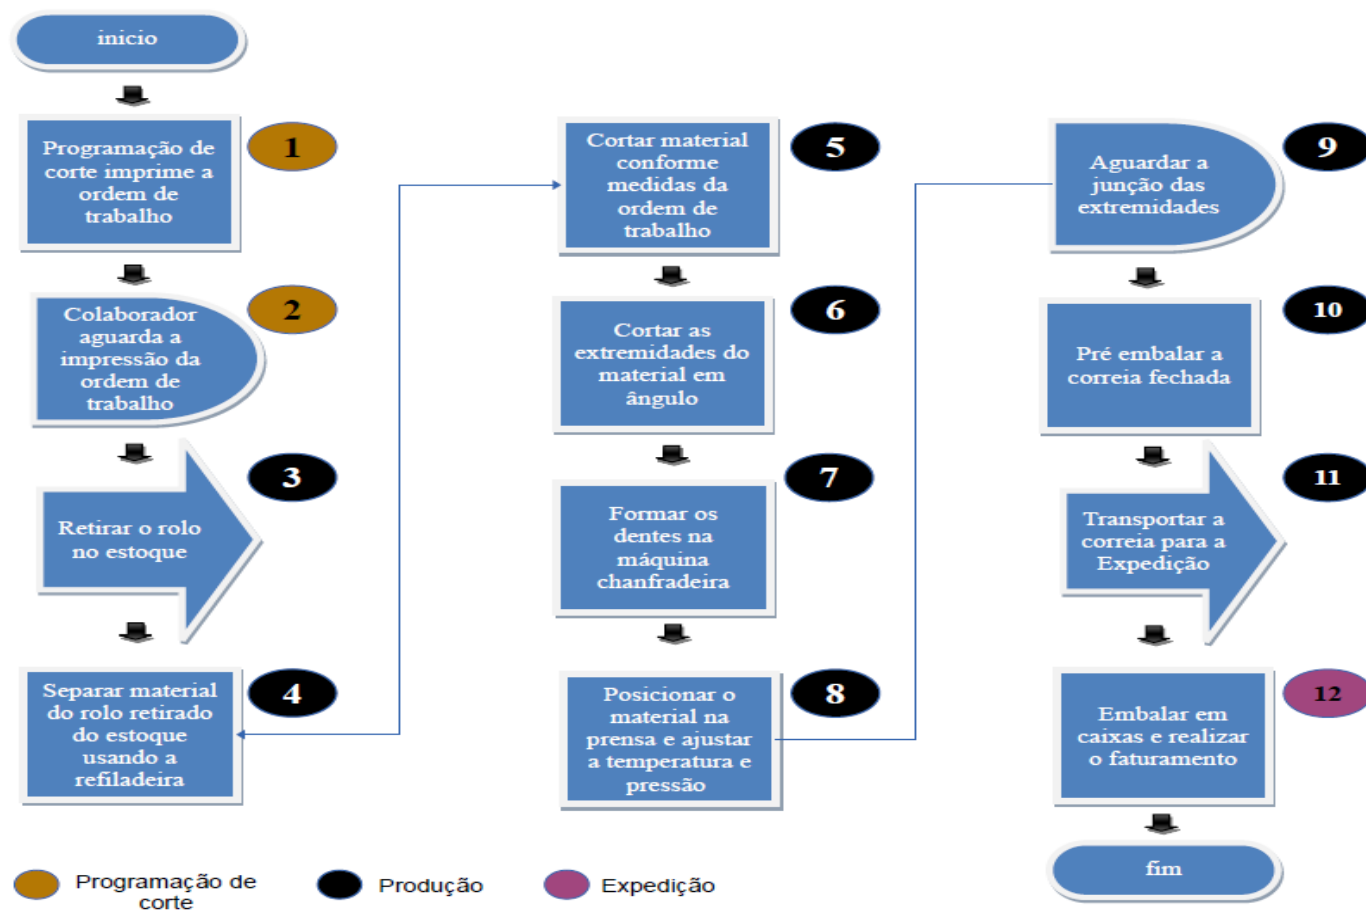 inicio
Programação de
corte imprime a
ordem de
trabalho
1
Colaborador
aguarda a
impressão da
ordem de
trabalho
2
Retirar o rolo
no estoque
3
Separar material
do rolo retirado
do estoque
usando a
refiladeira
4
Cortar material
conforme
medidas da
ordem de
trabalho
5
Cortar as
extremidades do
material em
ângulo
6
Formar os
dentes na
máquina
chanfradeira
7
Posicionar o
material na
prensa e ajustar
a temperatura e
pressão
8
Aguardar a
junção das
extremidades
9
Pré embalar a
correia fechada
10
Transportar a
correia para a
Expedição
11
Embalar em
caixas e realizar
o faturamento
12
fim
Programação de
corte
Produção
Expedição